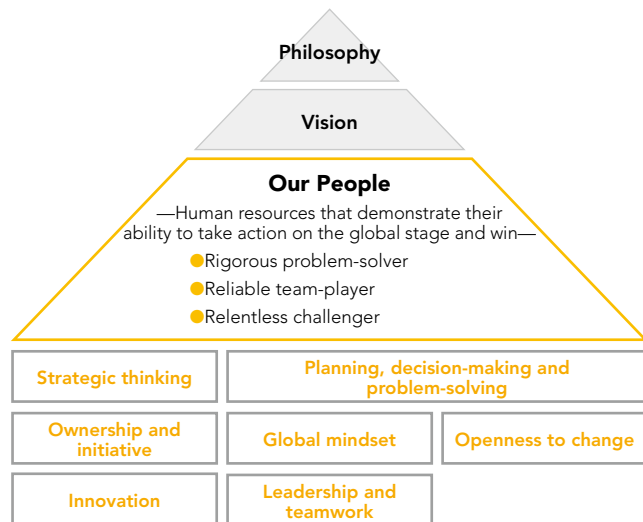 Philosophy
Vision
Our People
—Human resources that demonstrate their
ability to take action on the global stage and win—
●Rigorous problem-solver
●Reliable team-player
●Relentless challenger
Strategic thinking
Planning, decision-making and
problem-solving
Ownership and
initiative
Global mindset
Openness to change
Innovation
Leadership and
teamwork